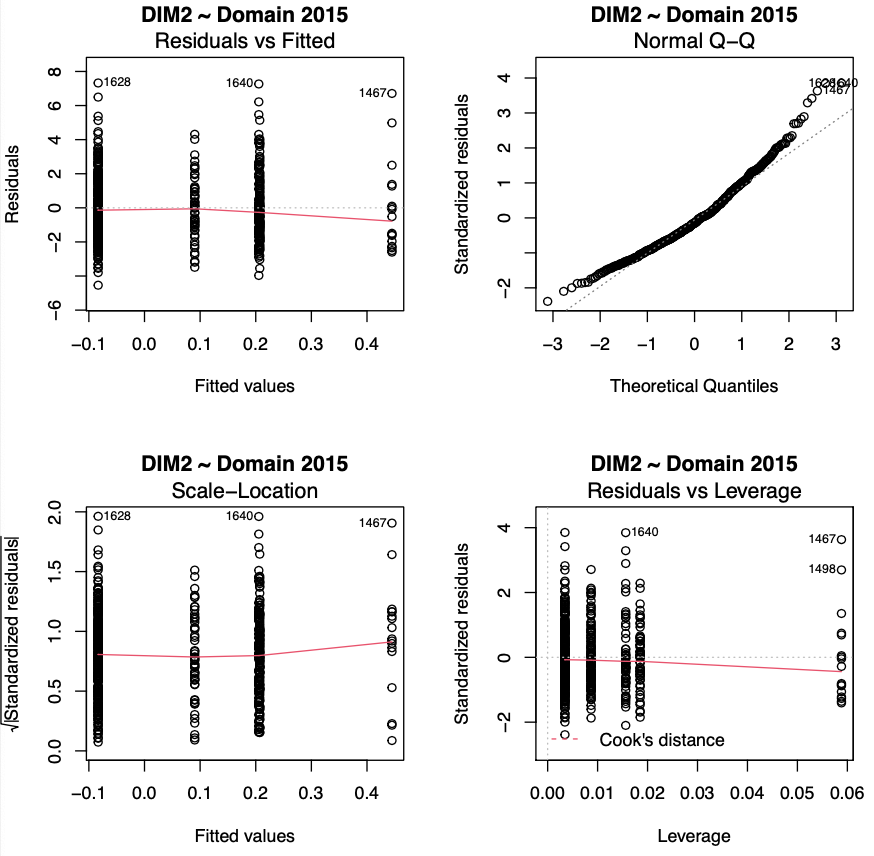 DIM2 ~ Domain 2015
Residuals vs Fitted
8
6
4
2
0
−2
−6
Residuals
1628
1640
1467
−0.1 0.0 0.1 0.2 0.3 0.4
Fitted values
DIM2 ~ Domain 2015
Normal Q−Q
4
3
2
1
0
−2
Standardized residuals
1628
1640
1467
−3 −2 −1 0 1 2 3
Theoretical Quantiles
DIM2 ~ Domain 2015
Scale−Location
2.0
1.5
1.0
0.5
0.0
√|Standardized residuals|
1628
1640
1467
−0.1 0.0 0.1 0.2 0.3 0.4
Fitted values
DIM2 ~ Domain 2015
Residuals vs Leverage
4
2
0
−2
Standardized residuals
1640
1467
1498
Cook's distance
0.00 0.01 0.02 0.03 0.04 0.05 0.06
Leverage